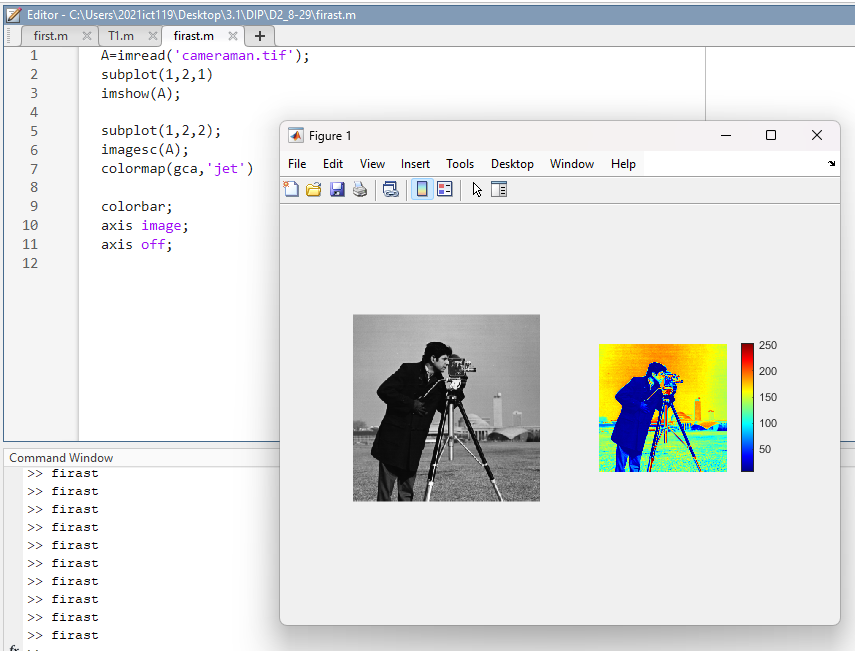 Editor - C:\Users\2021ict119\Desktop\3.1\DIP\D2_8-29\firast.m
first.m T1.m firast.m +
1 A=imread('cameraman.tif');
2 subplot(1,2,1)
3 imshow(A);
4
5 subplot(1,2,2);
6 imagesc(A);
7 colormap(gca,'jet')
8
9 colorbar;
10 axis image;
11 axis off;
12
Figure 1
File Edit View Insert Tools Desktop Window Help
250
200
150
100
50
Command Window
>> firast
>> firast
>> firast
>> firast
>> firast
>> firast
>> firast
>> firast
>> firast
>> firast
fx >>